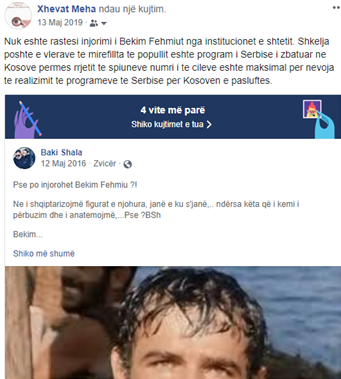 Xhevat Meha ndau një kujtim.
13 Maj 2019
Nuk eshte rastesi injorimi i Bekim Fehmiut nga institucionet e shtetit. Shkelja
poshte e vlerave te mirefillta te popullit eshte program i Serbise i zbatuar ne
Kosove permes rrjetit te spiuneve numri i te cileve eshte maksimal per nevoja
te realizimit te programeve te Serbise per Kosoven e pasluftes.
4 vite më parë
Shiko kujtimet e tua
Baki Shala
12 Maj 2016 · Zvicër ·
Pse po injorohet Bekim Fehmiu ?!
Ne i shqiptarizojmë figurat e njohura, janë e ku s'janë,.. ndërsa këta që i kemi i
përbuzim dhe i anatemojmë,...Pse ?BSh
Bekim...
Shiko më shumë